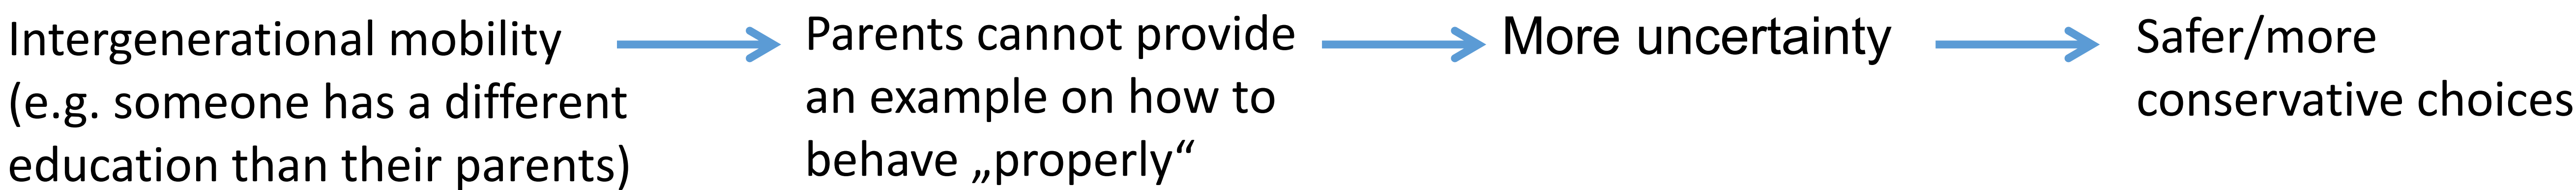 Intergenerational mobility
(e.g. someone has a different
education than their parents)
Parents cannot provide
an example on how to
behave „properly“
More uncertainty
Safer/more
conservative choices